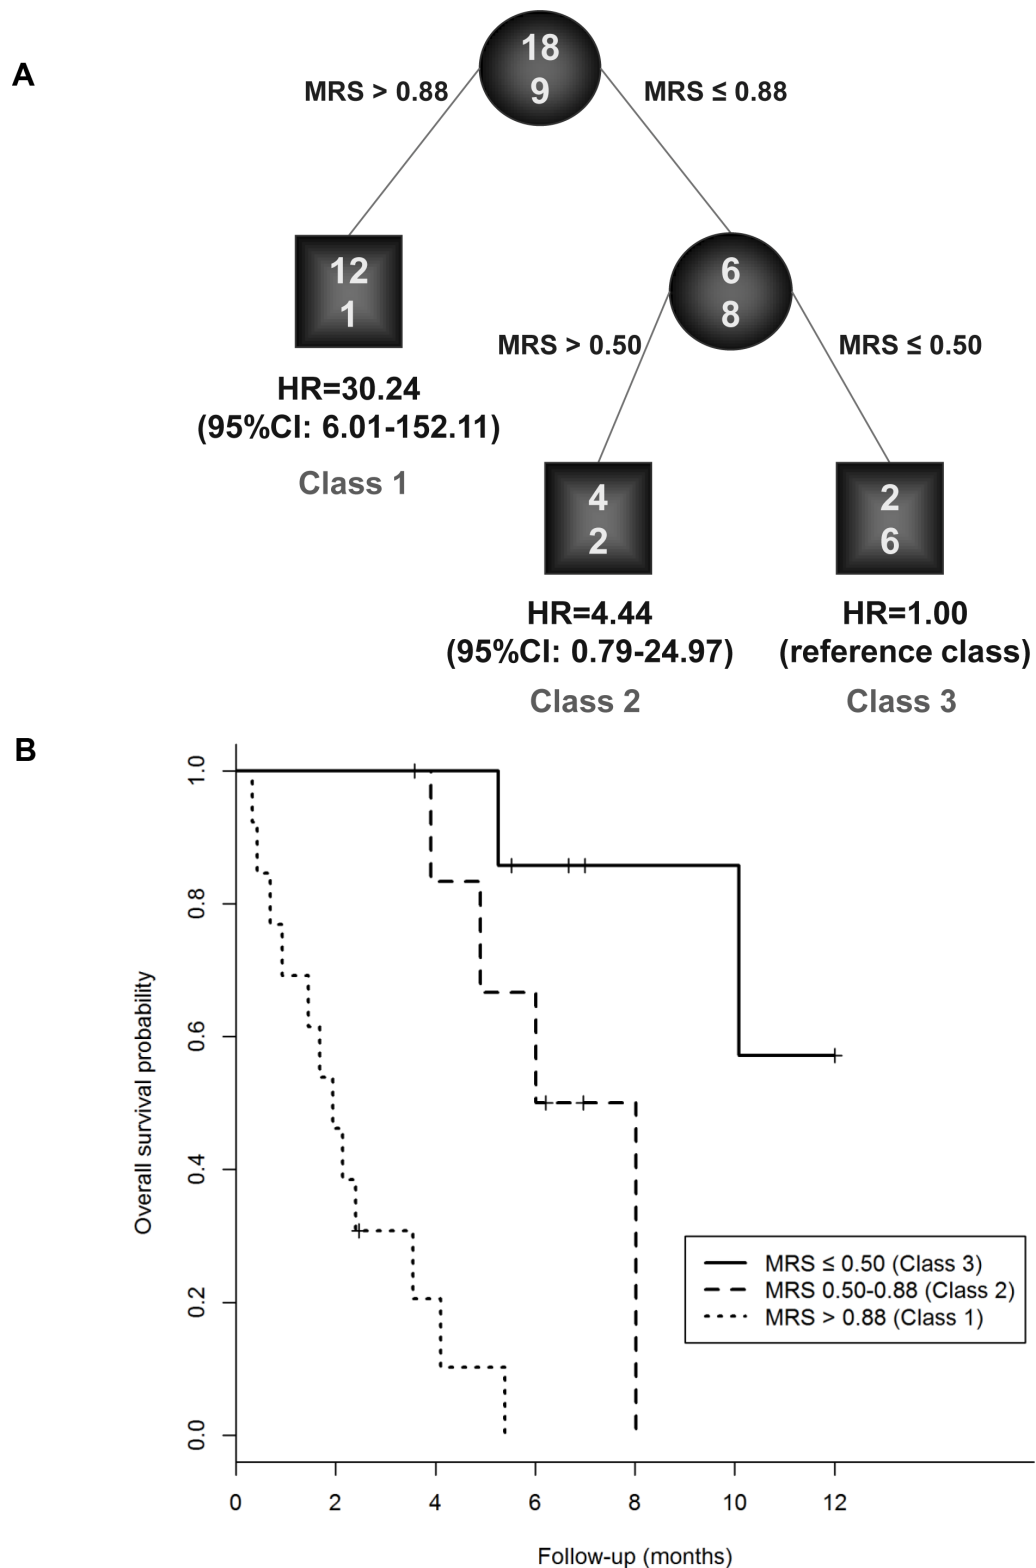 A
18
9
MRS > 0.88
MRS ≤ 0.88
12
1
6
8
HR=30.24
(95%CI: 6.01-152.11)
Class 1
MRS > 0.50
MRS ≤ 0.50
4
2
2
6
HR=4.44
(95%CI: 0.79-24.97)
Class 2
HR=1.00
(reference class)
Class 3
B
Overall survival probability
1.0
0.8
0.6
0.4
0.2
0.0
MRS ≤ 0.50 (Class 3)
MRS 0.50-0.88 (Class 2)
MRS > 0.88 (Class 1)
0 2 4 6 8 10 12
Follow-up (months)